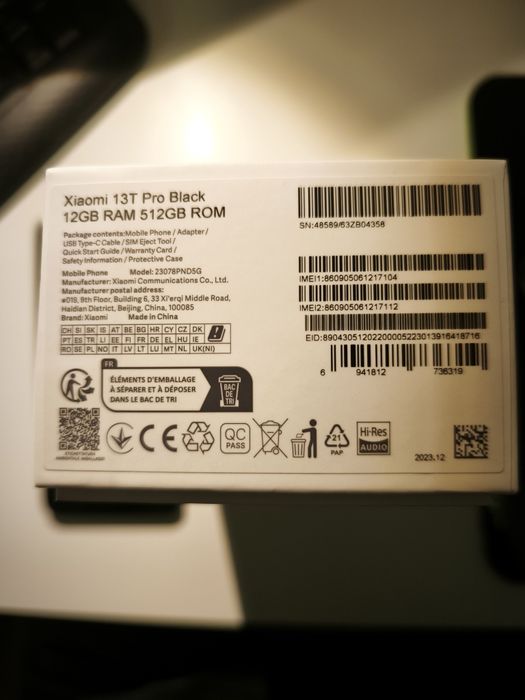 Xiaomi 13T Pro Black
12GB RAM 512GB ROM
Package contents:Mobile Phone / Adapter /
USB Type-C Cable / SIM Eject Tool /
Quick Start Guide / Warranty Card /
Safety Information / Protective Case
Mobile Phone Model: 23078PND5G
Manufacturer: Xiaomi Communications Co., Ltd.
Manufacturer postal address:
#019, 9th Floor, Building 6, 33 Xi'erqi Middle Road,
Haidian District, Beijing, China, 100085
Brand: Xiaomi Made in China
CH SI SK IS AT BE BG HR CY CZ DK
PT ES TR LI EE FI FR DE EL HU IE
RO SE PL NO IT LV LT LU MT NL UK(NI)
SN:48589/63ZB04358
IMEI1:860905061217104
IMEI2:860905061217112
EID:89043051202200005223013916418716
6 941812 736319
FR
ÉLÉMENTS D'EMBALLAGE
À SÉPARER ET À DÉPOSER
DANS LE BAC DE TRI
BAC
DE
TRI
CE
QC
PASS
21
PAP
Hi-Res
AUDIO
2023.12